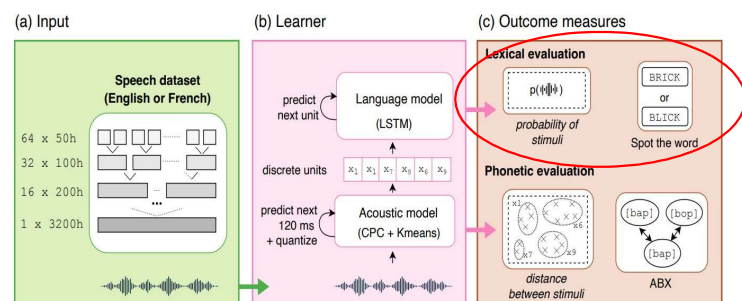 (a) Input
Speech dataset
(English or French)
64 x 50h
32 x 100h
16 x 200h
...
1 x 3200h
(b) Learner
predict
next unit
Language model
(LSTM)
discrete units
x1 x1 x7 x9 x6 x9
predict next
120 ms
+ quantize
Acoustic model
(CPC + Kmeans)
(c) Outcome measures
Lexical evaluation
p( )
probability of
stimuli
BRICK
or
BLICK
Spot the word
Phonetic evaluation
x1
x6
x7
x9
distance
between stimuli
[bap]
[bop]
[bap]
ABX